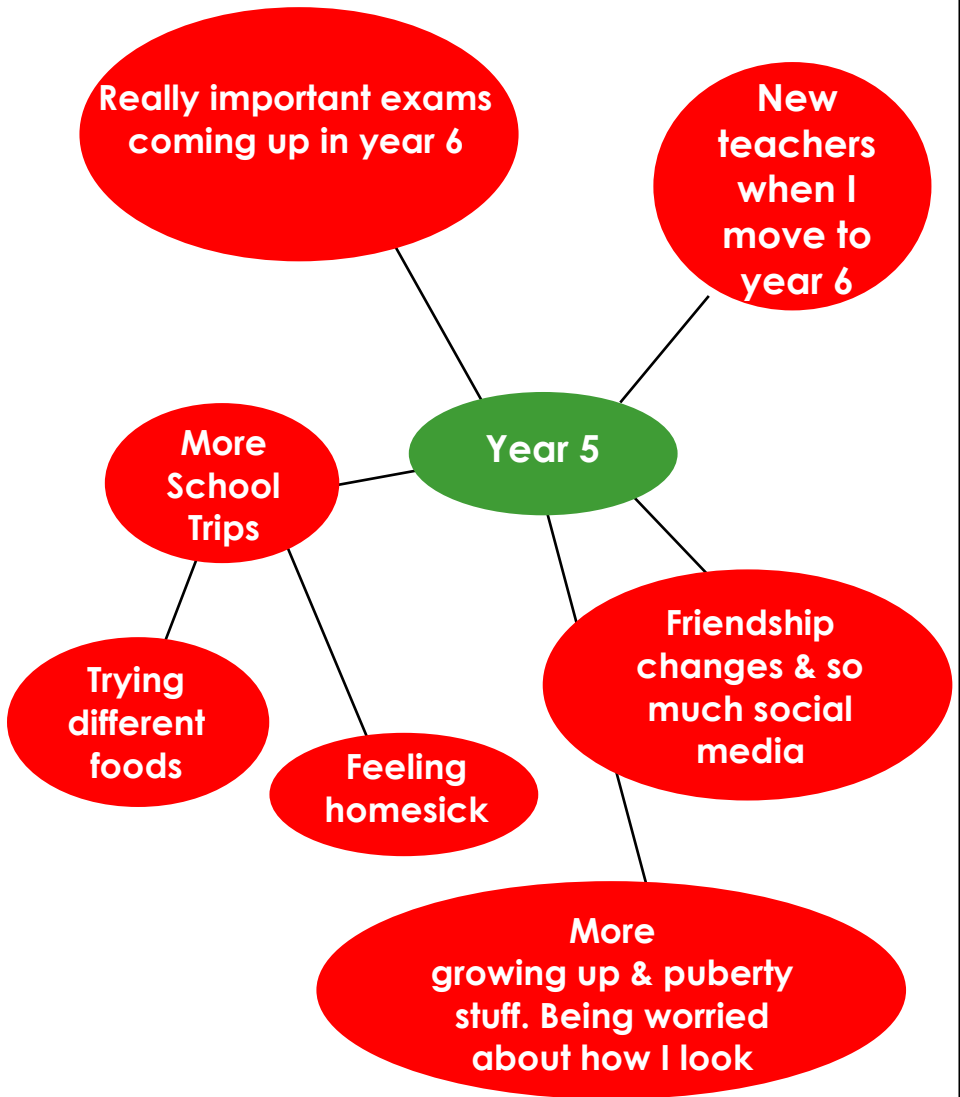 Really important exams
coming up in year 6
New
teachers
when I
move to
year 6
Year 5
More
School
Trips
Trying
different
foods
Feeling
homesick
Friendship
changes & so
much social
media
More
growing up & puberty
stuff. Being worried
about how I look